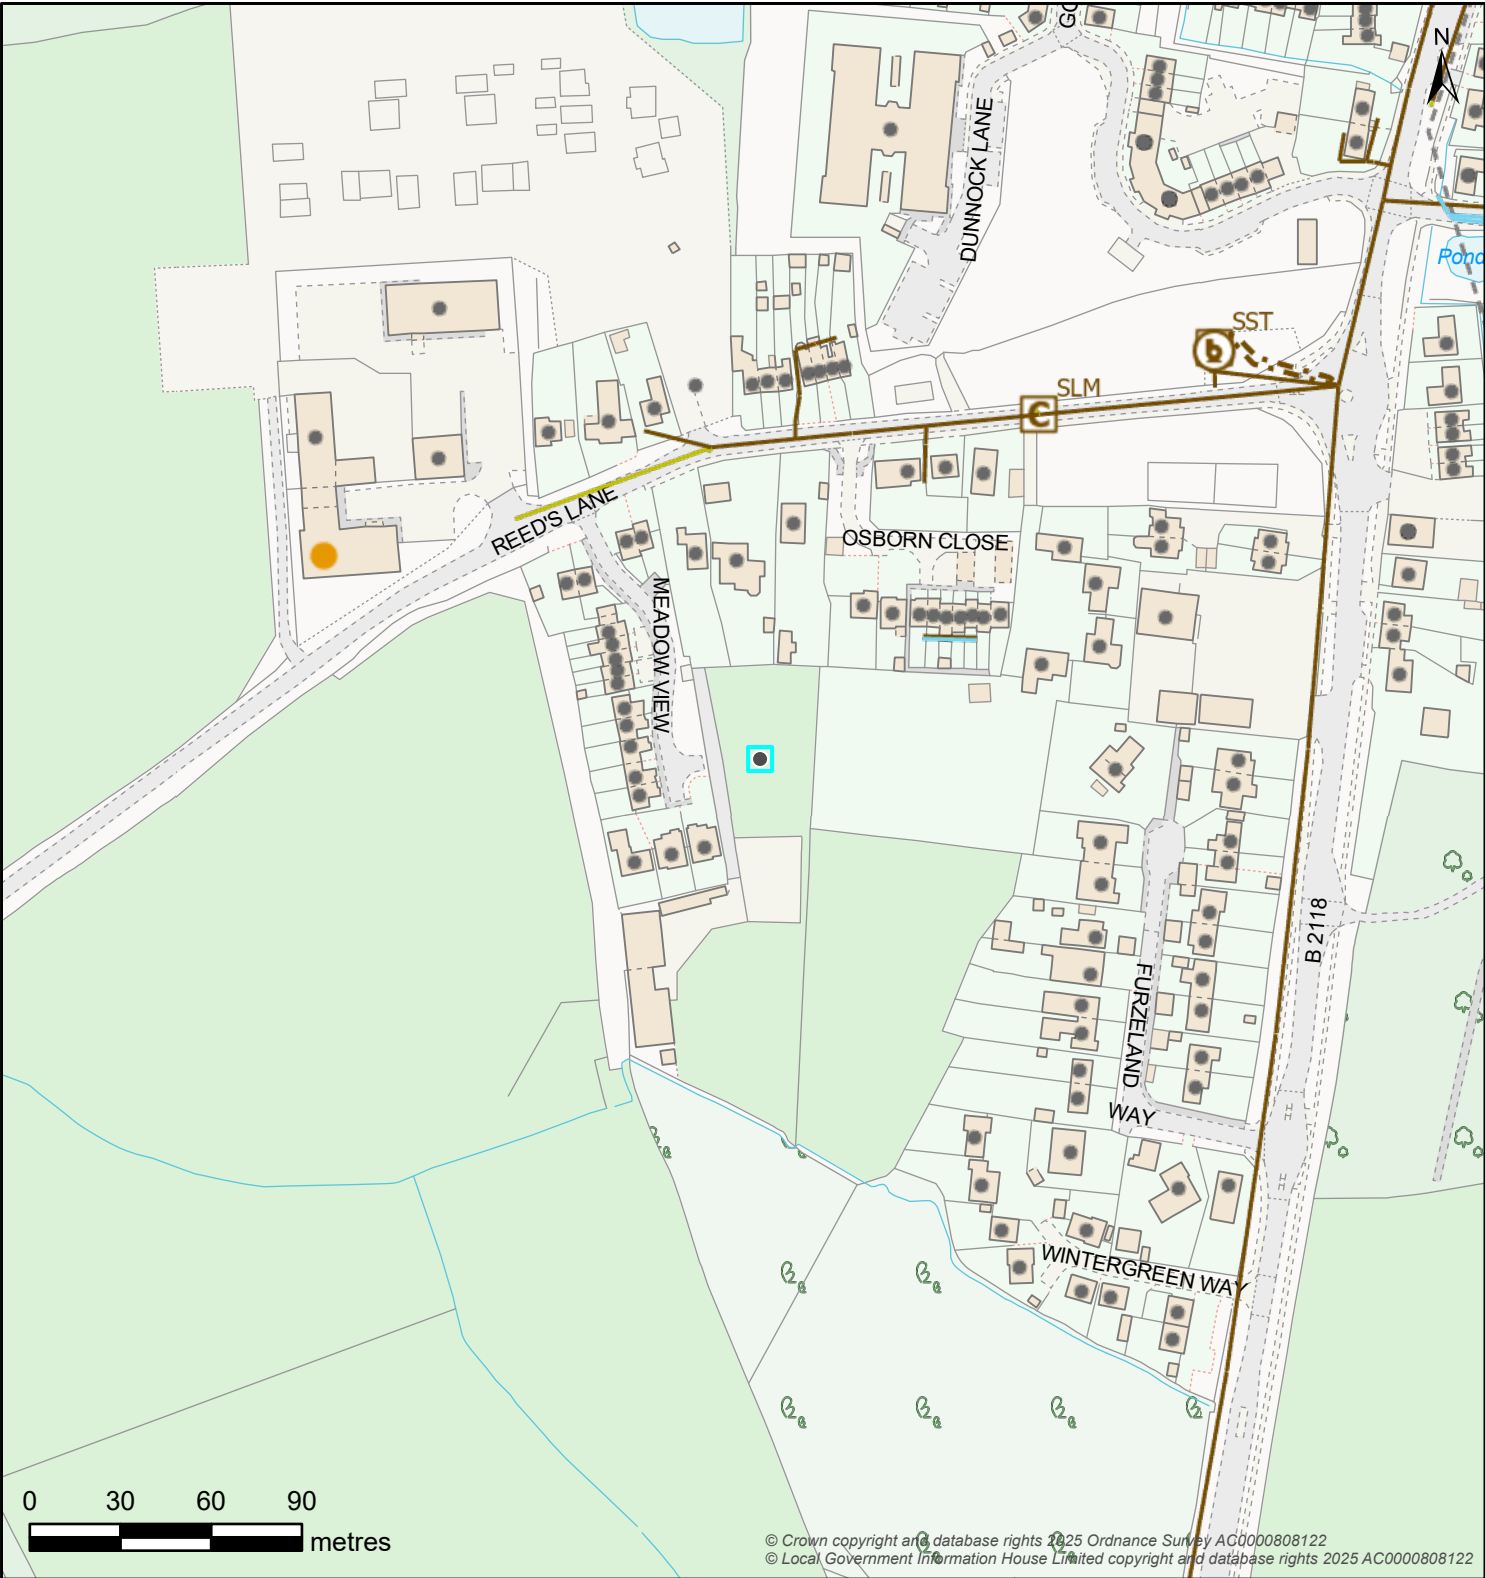 GO
N
DUNNOCK LANE
Pond
SST
b
SLM
C
REED'S LANE
OSBORN CLOSE
MEADOW VIEW
B 2118
FURZELAND
WAY
WINTERGREEN WAY
0 30 60 90
metres
© Crown copyright and database rights 2025 Ordnance Survey AC0000808122
© Local Government Information House Limited copyright and database rights 2025 AC0000808122